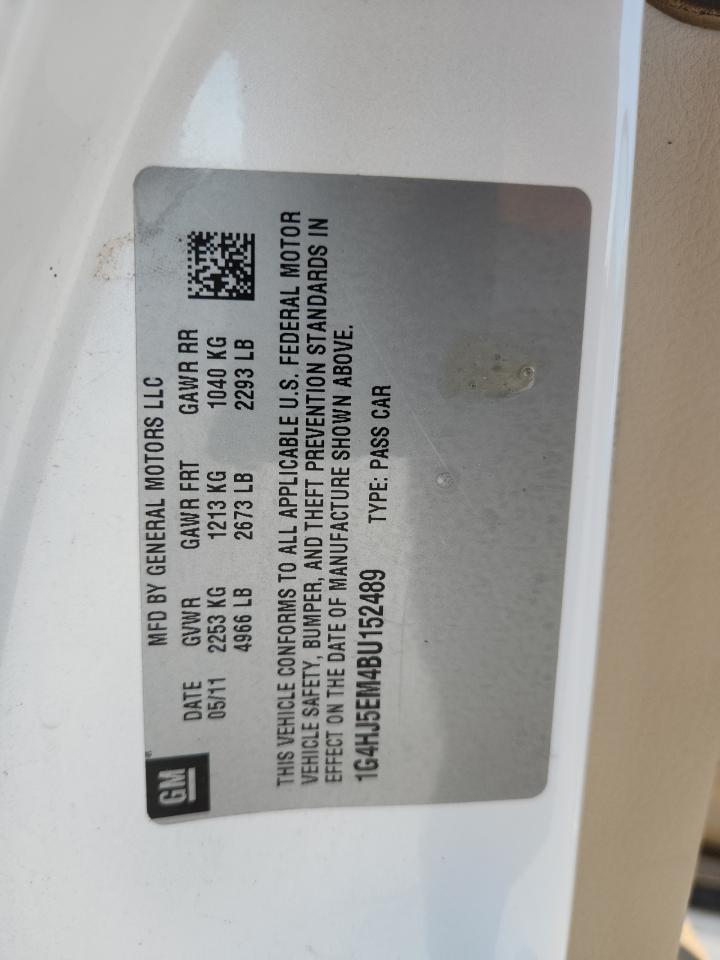 GM
MFD BY GENERAL MOTORS LLC
DATE GVWR GAWR FRT GAWR RR
05/11 2253 KG 1213 KG 1040 KG
4966 LB 2673 LB 2293 LB
THIS VEHICLE CONFORMS TO ALL APPLICABLE U.S. FEDERAL MOTOR
VEHICLE SAFETY, BUMPER, AND THEFT PREVENTION STANDARDS IN
EFFECT ON THE DATE OF MANUFACTURE SHOWN ABOVE.
1G4HJ5EM4BU152489 TYPE: PASS CAR